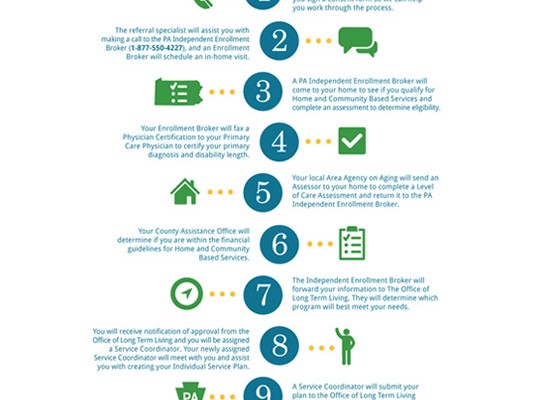 you sign a consent form so we can help
you work through the process.
The referral specialist will assist you with
making a call to the PA Independent Enrollment
Broker (1-877-550-4227), and an Enrollment
Broker will schedule an in-home visit.
2
3
A PA Independent Enrollment Broker will
come to your home to see if you qualify for
Home and Community Based Services and
complete an assessment to determine eligibility.
Your Enrollment Broker will fax a
Physician Certification to your Primary
Care Physician to certify your primary
diagnosis and disability length.
4
5
Your local Area Agency on Aging will send an
Assessor to your home to complete a Level
of Care Assessment and return it to the PA
Independent Enrollment Broker.
Your County Assistance Office will
determine if you are within the financial
guidelines for Home and Community
Based Services.
6
7
The Independent Enrollment Broker will
forward your information to The Office of
Long Term Living. They will determine which
program will best meet your needs.
You will receive notification of approval from the
Office of Long Term Living and you will be assigned
a Service Coordinator. Your newly assigned
Service Coordinator will meet with you and assist
you with creating your Individual Service Plan.
8
PA
9
A Service Coordinator will submit your
plan to the Office of Long Term Living